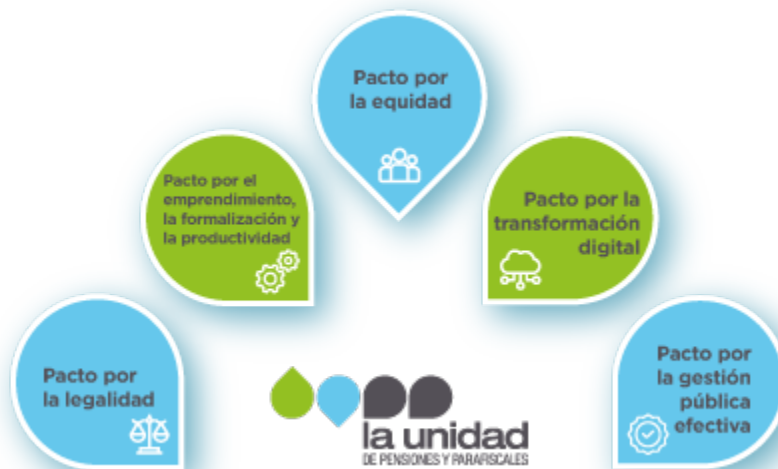 Pacto por
la equidad
Pacto por el
emprendimiento,
la formalización y
la productividad
Pacto por la
transformación
digital
Pacto por
la legalidad
Pacto por
la gestión
pública
efectiva
la unidad
DE PENSIONES Y PARAFISCALES